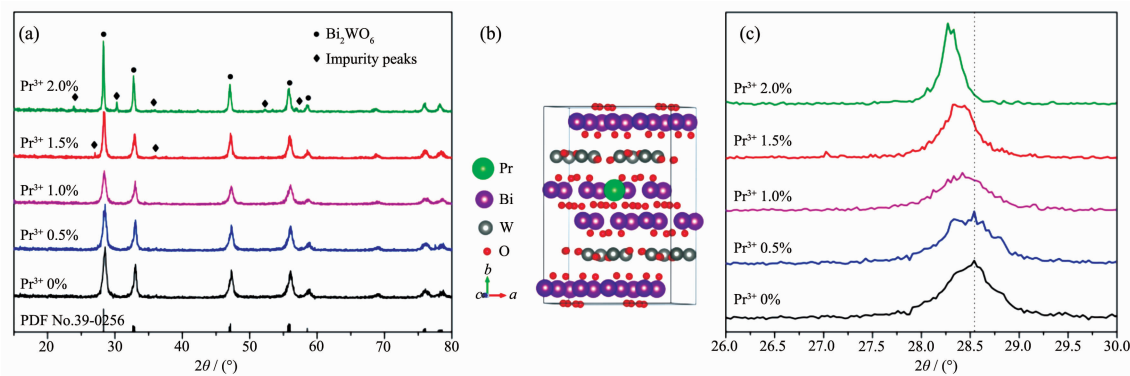 (a)
● Bi2WO6
♦ Impurity peaks
Pr3+ 2.0%
Pr3+ 1.5%
Pr3+ 1.0%
Pr3+ 0.5%
Pr3+ 0%
PDF No.39-0256
20 30 40 50 60 70 80
2θ / (°)
(b)
Pr
Bi
W
O
b
c a
(c)
Pr3+ 2.0%
Pr3+ 1.5%
Pr3+ 1.0%
Pr3+ 0.5%
Pr3+ 0%
26.0 26.5 27.0 27.5 28.0 28.5 29.0 29.5 30.0
2θ / (°)